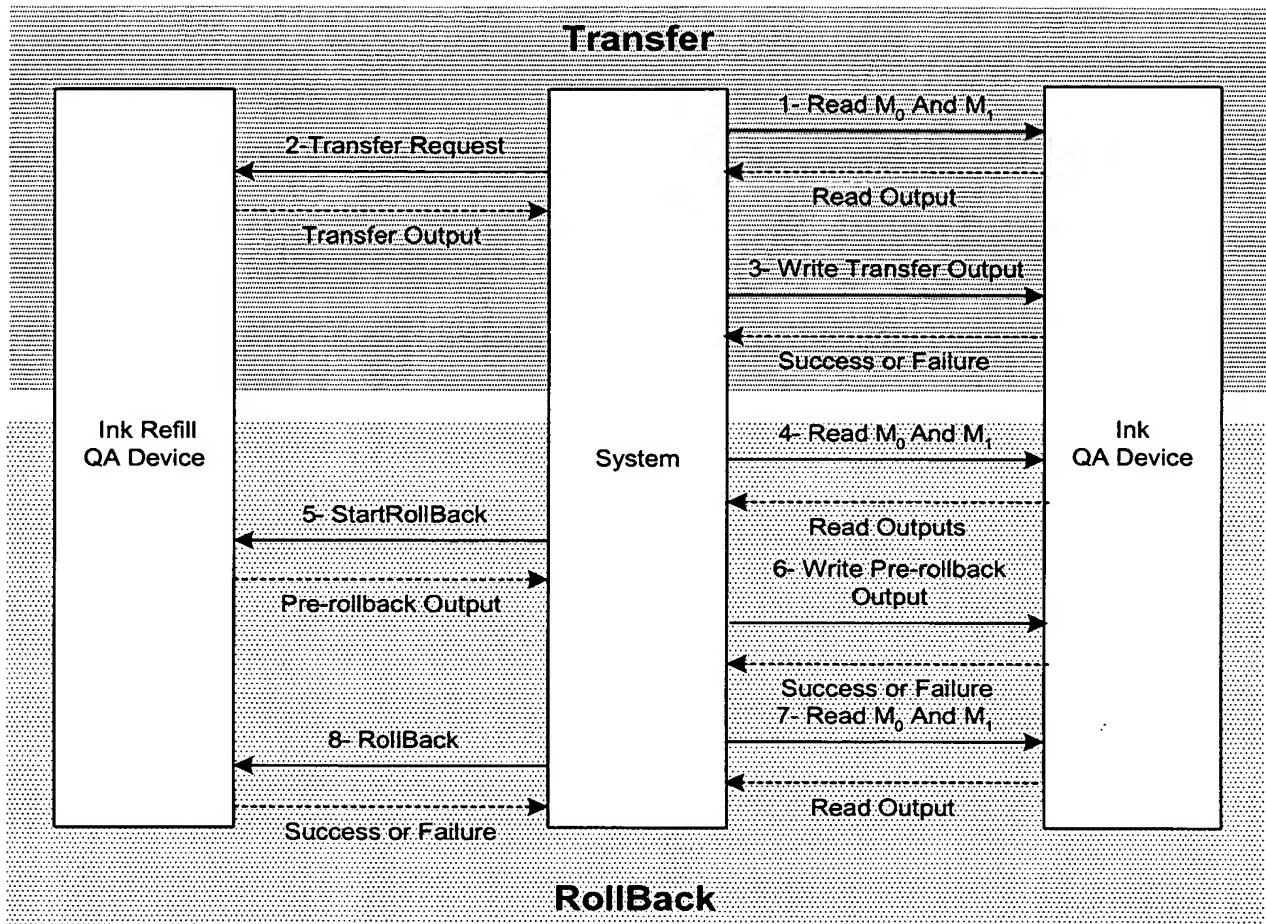 Transfer
1- Read M₀ And M₁
2-Transfer Request
Read Output
Transfer Output
3- Write Transfer Output
Success or Failure
Ink Refill
QA Device
System
Ink
QA Device
4- Read M₀ And M₁
Read Outputs
5- StartRollBack
Pre-rollback Output
6- Write Pre-rollback
Output
Success or Failure
7- Read M₀ And M₁
8- RollBack
Read Output
Success or Failure
RollBack